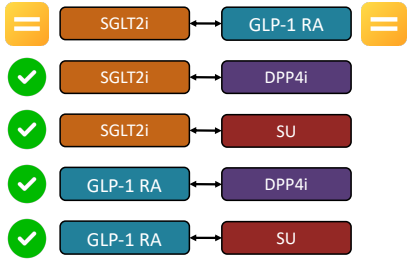 SGLT2i GLP-1 RA
SGLT2i DPP4i
SGLT2i SU
GLP-1 RA DPP4i
GLP-1 RA SU